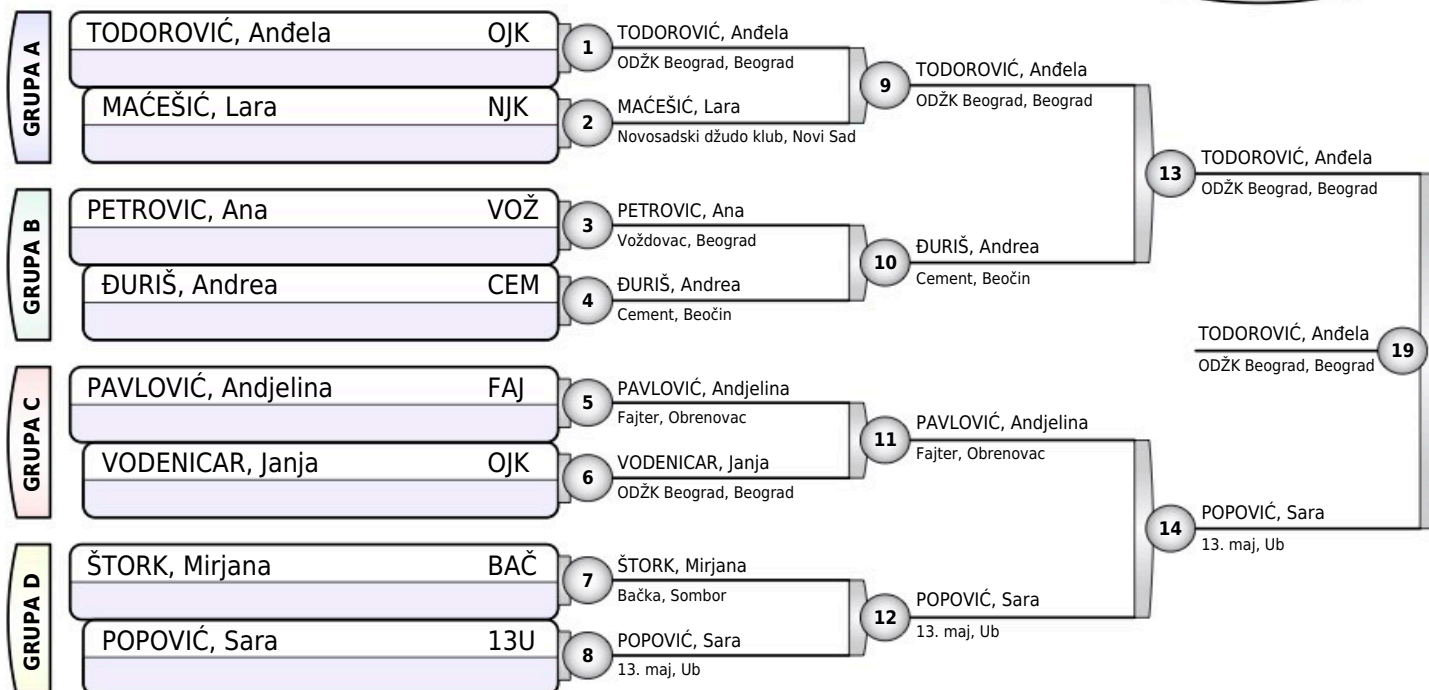 GRUPA A
TODOROVIĆ, Anđela OJK
MAĆEŠIĆ, Lara NJK
GRUPA B
PETROVIC, Ana VOŽ
ĐURIŠ, Andrea CEM
GRUPA C
PAVLOVIĆ, Andjelina FAJ
VODENICAR, Janja OJK
GRUPA D
ŠTORK, Mirjana BAČ
POPOVIĆ, Sara 13U
1
TODOROVIĆ, Anđela
ODŽK Beograd, Beograd
2
MAĆEŠIĆ, Lara
Novosadski džudo klub, Novi Sad
3
PETROVIC, Ana
Voždovac, Beograd
4
ĐURIŠ, Andrea
Cement, Beočin
5
PAVLOVIĆ, Andjelina
Fajter, Obrenovac
6
VODENICAR, Janja
ODŽK Beograd, Beograd
7
ŠTORK, Mirjana
Bačka, Sombor
8
POPOVIĆ, Sara
13. maj, Ub
9
TODOROVIĆ, Anđela
ODŽK Beograd, Beograd
10
ĐURIŠ, Andrea
Cement, Beočin
11
PAVLOVIĆ, Andjelina
Fajter, Obrenovac
12
POPOVIĆ, Sara
13. maj, Ub
13
TODOROVIĆ, Anđela
ODŽK Beograd, Beograd
14
POPOVIĆ, Sara
13. maj, Ub
TODOROVIĆ, Anđela
ODŽK Beograd, Beograd
19